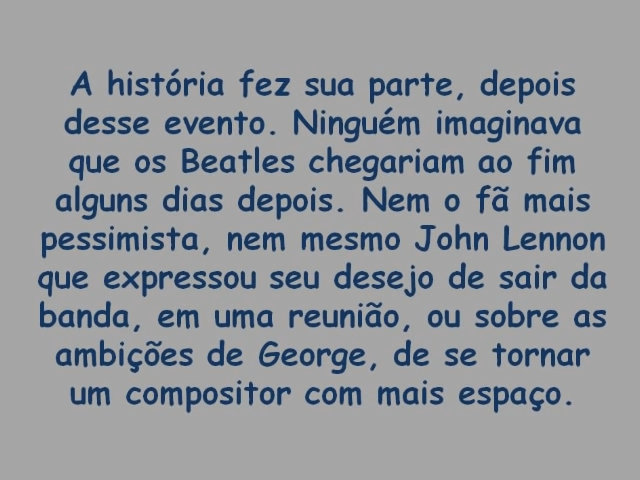 A história fez sua parte, depois
desse evento. Ninguém imaginava
que os Beatles chegariam ao fim
alguns dias depois. Nem o fã mais
pessimista, nem mesmo John Lennon
que expressou seu desejo de sair da
banda, em uma reunião, ou sobre as
ambições de George, de se tornar
um compositor com mais espaço.